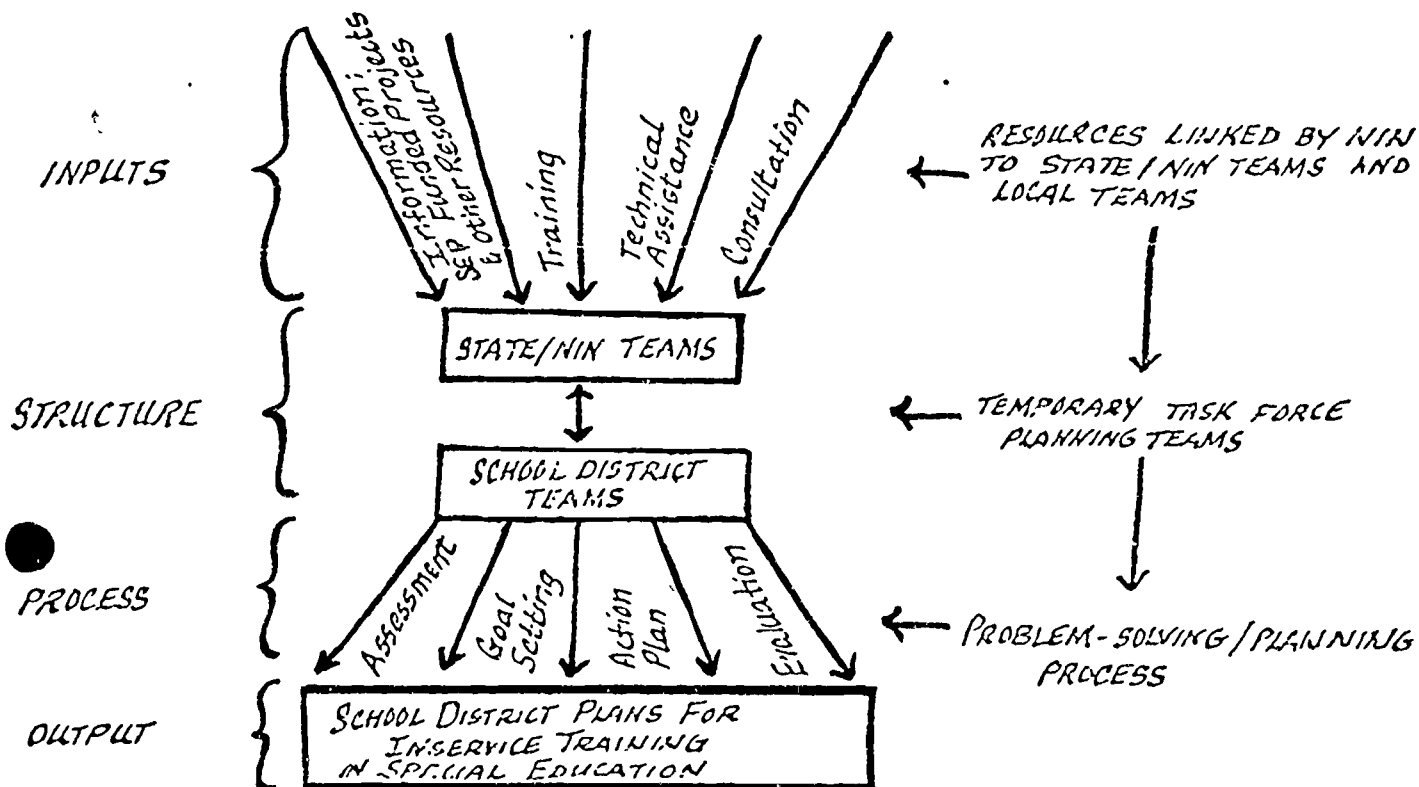 INPUTS
Information:
Funded Projects
SEP Funded Resources
& Other Resources
Training
Technical
Assistance
Consultation
RESOURCES LINKED BY NIN
TO STATE/NIN TEAMS AND
LOCAL TEAMS
STATE/NIN TEAMS
STRUCTURE
TEMPORARY TASK FORCE
PLANNING TEAMS
SCHOOL DISTRICT
TEAMS
PROCESS
Assessment
Goal
Setting
Action
Plan
Evaluation
PROBLEM-SOLVING/PLANNING
PROCESS
OUTPUT
SCHOOL DISTRICT PLANS FOR
INSERVICE TRAINING
IN SPECIAL EDUCATION